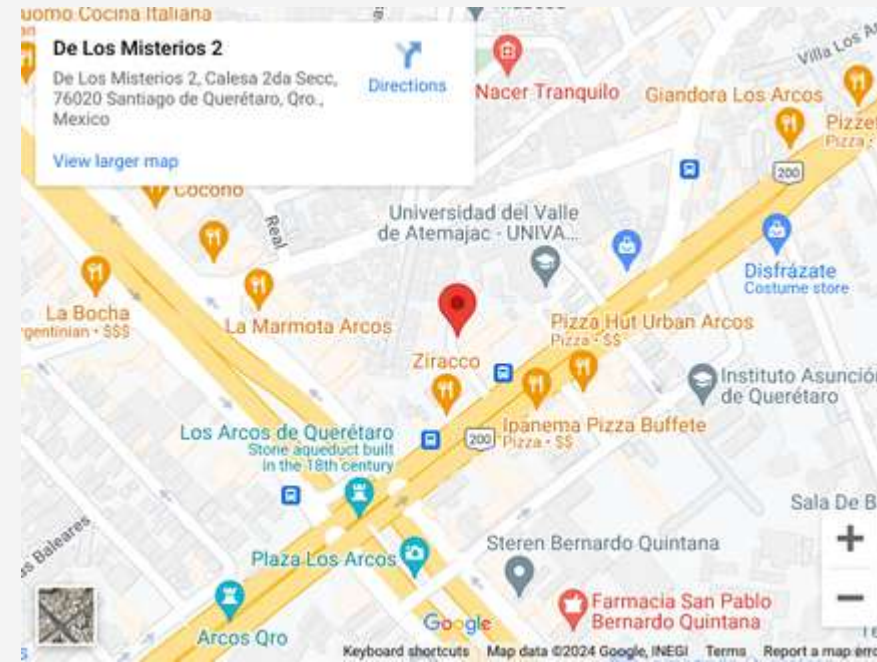 uomo Cocina Italiana
De Los Misterios 2
De Los Misterios 2, Calesa 2da Secc,
76020 Santiago de Querétaro, Qro.,
Mexico
Directions
View larger map
Nacer Tranquilo
Villa Los Ar
Giandora Los Arcos
Pizze
Pizza
200
Cocono
Real
Universidad del Valle
de Atemajac - UNIVA...
Disfrázate
Costume store
La Bocha
gentinian · $$$
La Marmota Arcos
Pizza Hut Urban Arcos
Pizza · $$
Ziracco
Instituto Asunció
de Querétaro
Los Arcos de Querétaro
Stone aqueduct built
in the 18th century
200
Ipanema Pizza Buffete
Pizza · $$
Sala De B
s Baleares
Plaza Los Arcos
Steren Bernardo Quintana
+
−
Farmacia San Pablo
Bernardo Quintana
Google
Arcos Qro
Keyboard shortcuts Map data ©2024 Google, INEGI Terms Report a map erro